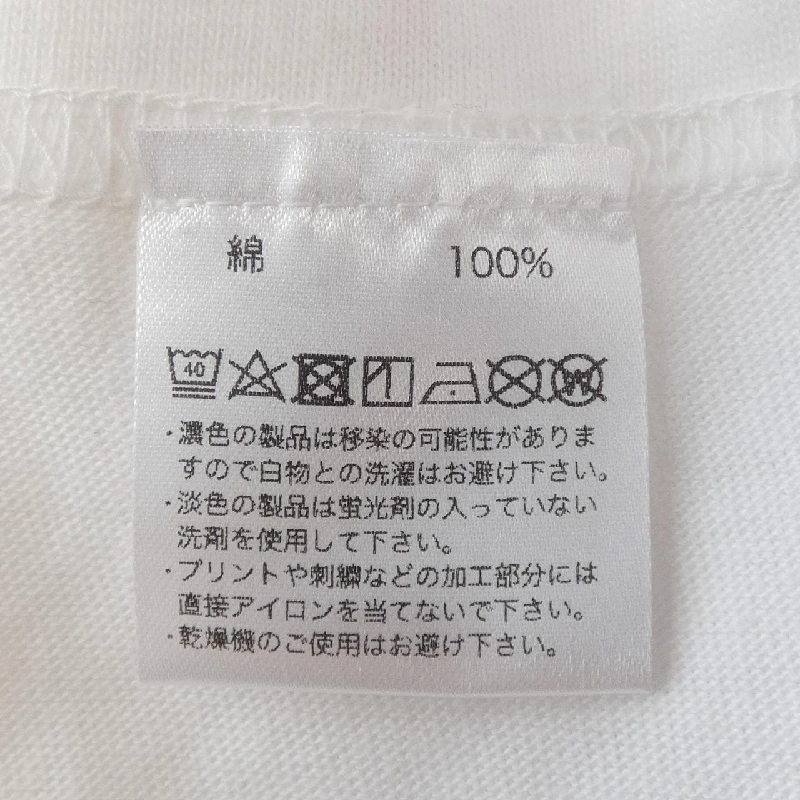 綿 100%
40
・濃色の製品は移染の可能性がありま
すので白物との洗濯はお避け下さい。
・淡色の製品は蛍光剤の入っていない
洗剤を使用して下さい。
・プリントや刺繍などの加工部分には
直接アイロンを当てないで下さい。
・乾燥機のご使用はお避け下さい。